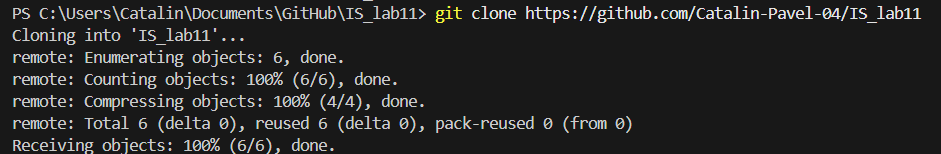 PS C:\Users\Catalin\Documents\GitHub\IS_lab11> git clone https://github.com/Catalin-Pavel-04/IS_lab11
Cloning into 'IS_lab11'...
remote: Enumerating objects: 6, done.
remote: Counting objects: 100% (6/6), done.
remote: Compressing objects: 100% (4/4), done.
remote: Total 6 (delta 0), reused 6 (delta 0), pack-reused 0 (from 0)
Receiving objects: 100% (6/6), done.